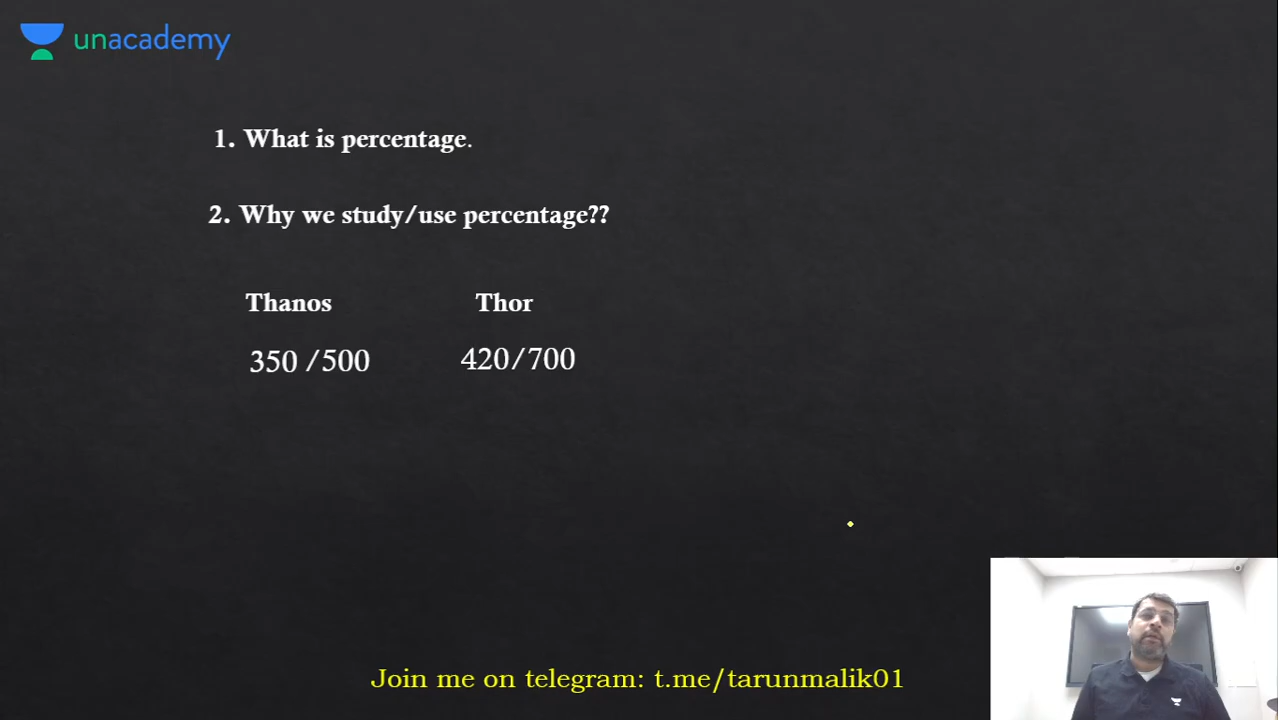 unacademy
1. What is percentage.
2. Why we study/use percentage??
Thanos Thor
350 /500 420/700
Join me on telegram: t.me/tarunmalik01